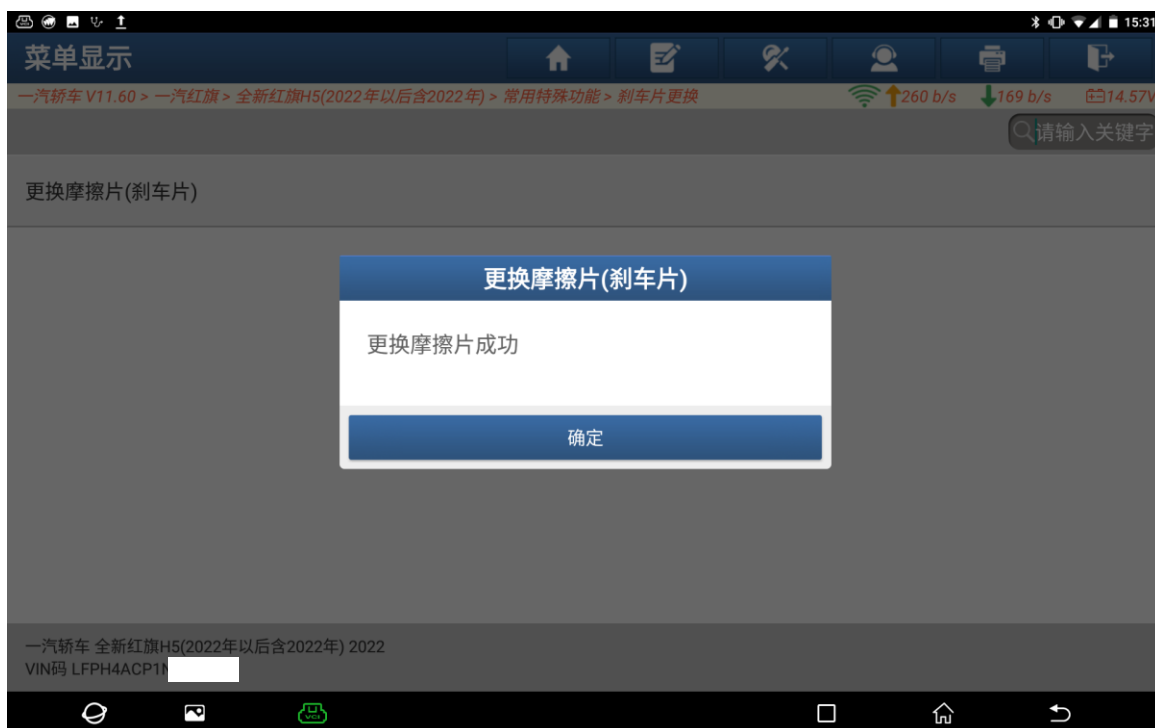 15:31
菜单显示
一汽轿车 V11.60 > 一汽红旗 > 全新红旗H5(2022年以后含2022年) > 常用特殊功能 > 刹车片更换
260 b/s 169 b/s 14.57V
请输入关键字
更换摩擦片(刹车片)
更换摩擦片(刹车片)
更换摩擦片成功
确定
一汽轿车 全新红旗H5(2022年以后含2022年) 2022
VIN码 LFPH4ACP1N
VCI